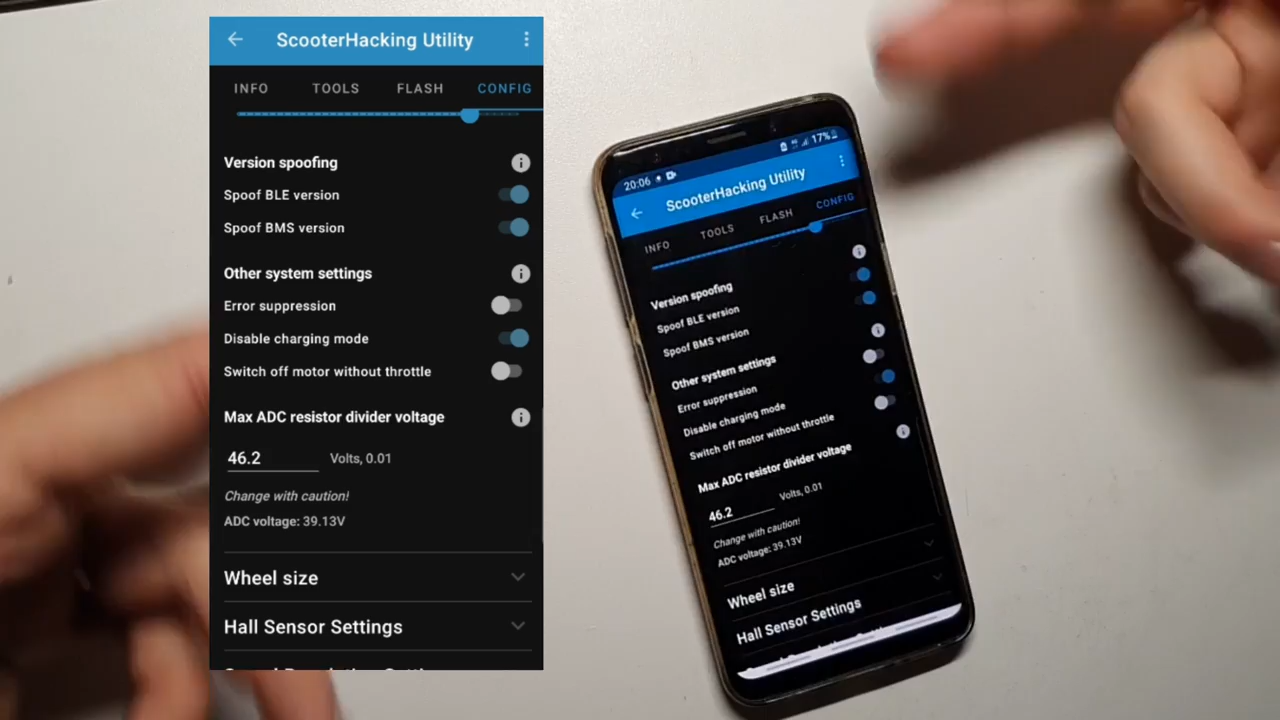 ScooterHacking Utility
INFO TOOLS FLASH CONFIG
Version spoofing
Spoof BLE version
Spoof BMS version
Other system settings
Error suppression
Disable charging mode
Switch off motor without throttle
Max ADC resistor divider voltage
46.2 Volts, 0.01
Change with caution!
ADC voltage: 39.13V
Wheel size
Hall Sensor Settings
20:06 17%
ScooterHacking Utility
INFO TOOLS FLASH CONFIG
Version spoofing
Spoof BLE version
Spoof BMS version
Other system settings
Error suppression
Disable charging mode
Switch off motor without throttle
Max ADC resistor divider voltage
46.2 Volts, 0.01
Change with caution!
ADC voltage: 39.13V
Wheel size
Hall Sensor Settings